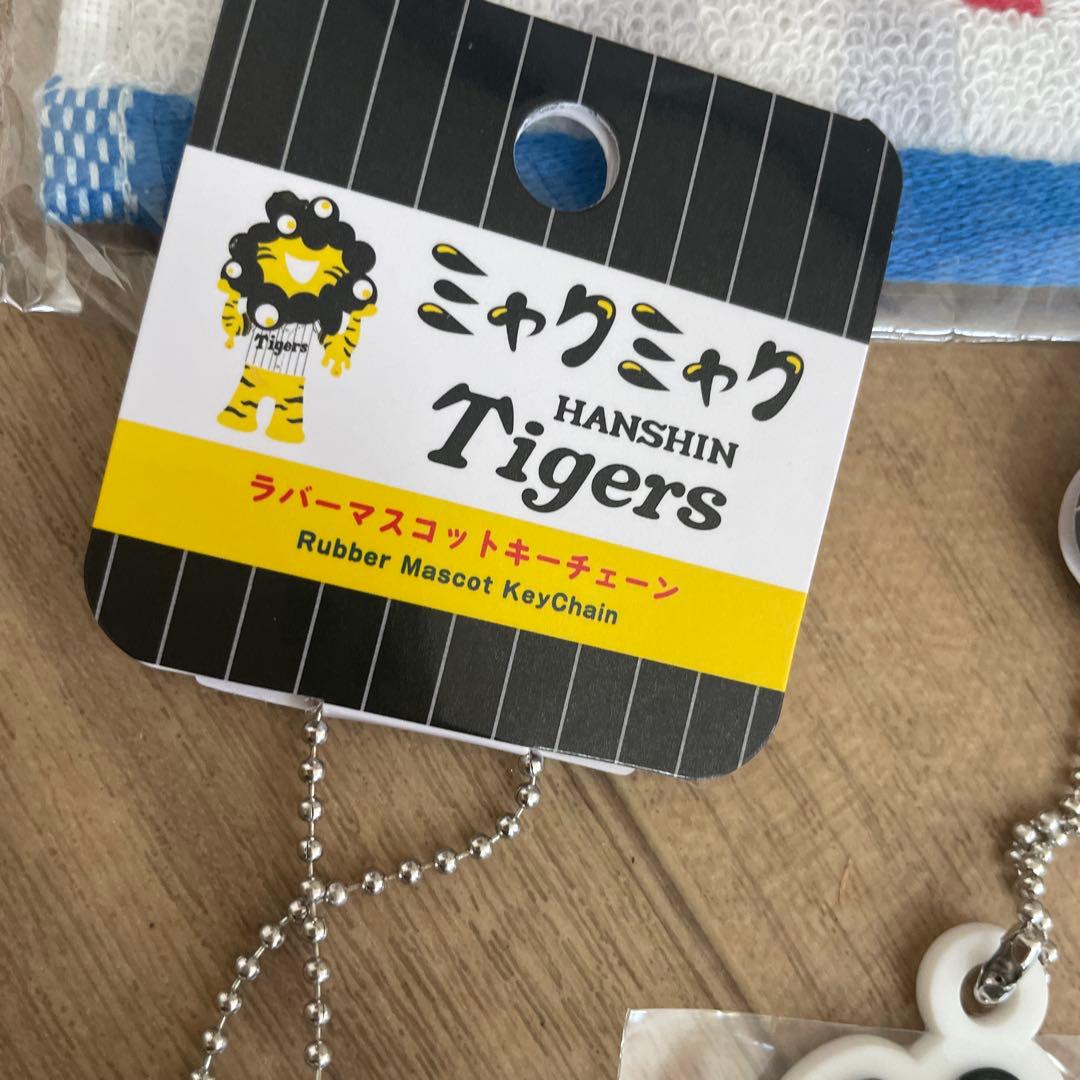 ミャクミャク
HANSHIN
Tigers
Tigers
ラバーマスコットキーチェーン
Rubber Mascot KeyChain